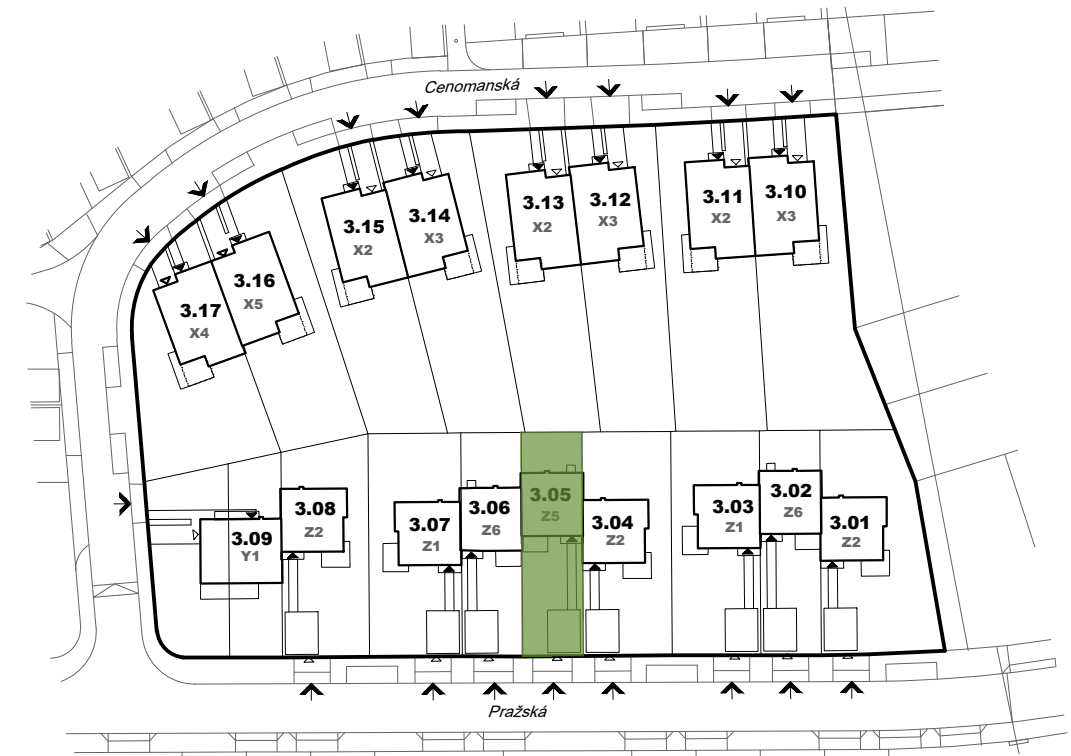 Cenomanská
3.13
X2
3.12
X3
3.11
X2
3.10
X3
3.15
X2
3.14
X3
3.17
X4
3.16
X5
3.09
Y1
3.08
Z2
3.07
Z1
3.06
Z6
3.05
Z5
3.04
Z2
3.03
Z1
3.02
Z6
3.01
Z2
Pražská